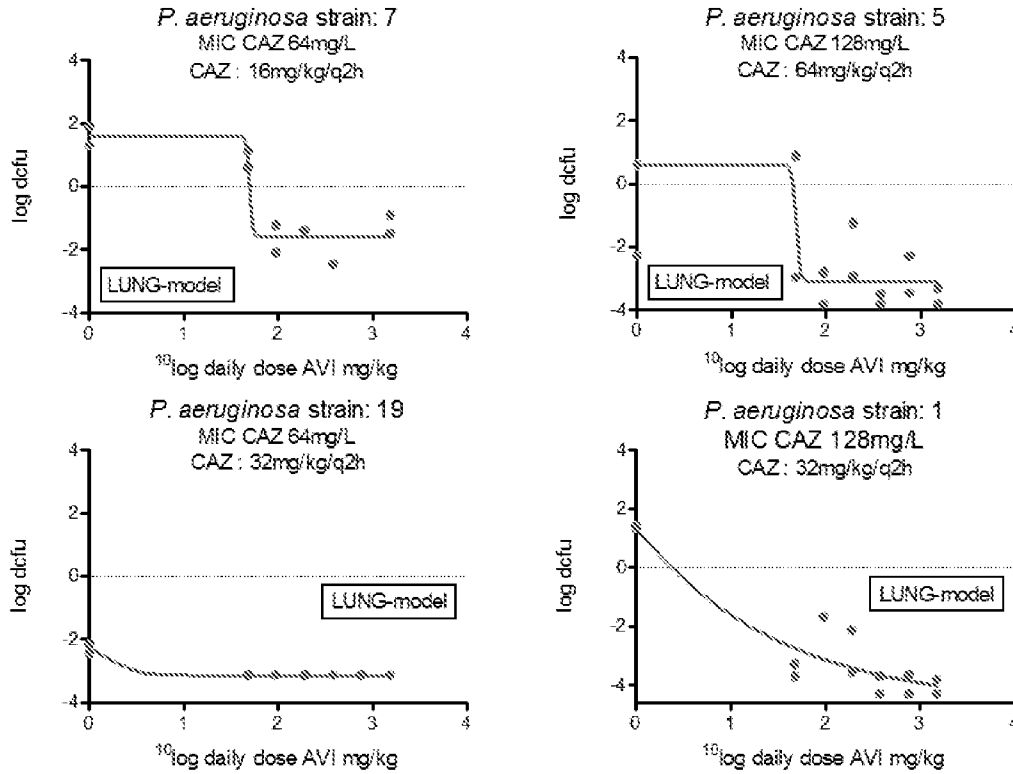 P. aeruginosa strain: 7
MIC CAZ 64mg/L
CAZ : 16mg/kg/q2h
4
2
0
-2
-4
log dcfu
LUNG-model
0 1 2 3 4
10log daily dose AVI mg/kg
P. aeruginosa strain: 5
MIC CAZ 128mg/L
CAZ : 64mg/kg/q2h
4
2
0
-2
-4
log dcfu
LUNG-model
0 1 2 3 4
10log daily dose AVI mg/kg
P. aeruginosa strain: 19
MIC CAZ 64mg/L
CAZ : 32mg/kg/q2h
4
2
0
-2
-4
log dcfu
LUNG-model
0 1 2 3 4
10log daily dose AVI mg/kg
P. aeruginosa strain: 1
MIC CAZ 128mg/L
CAZ : 32mg/kg/q2h
4
2
0
-2
-4
log dcfu
LUNG-model
0 1 2 3 4
10log daily dose AVI mg/kg